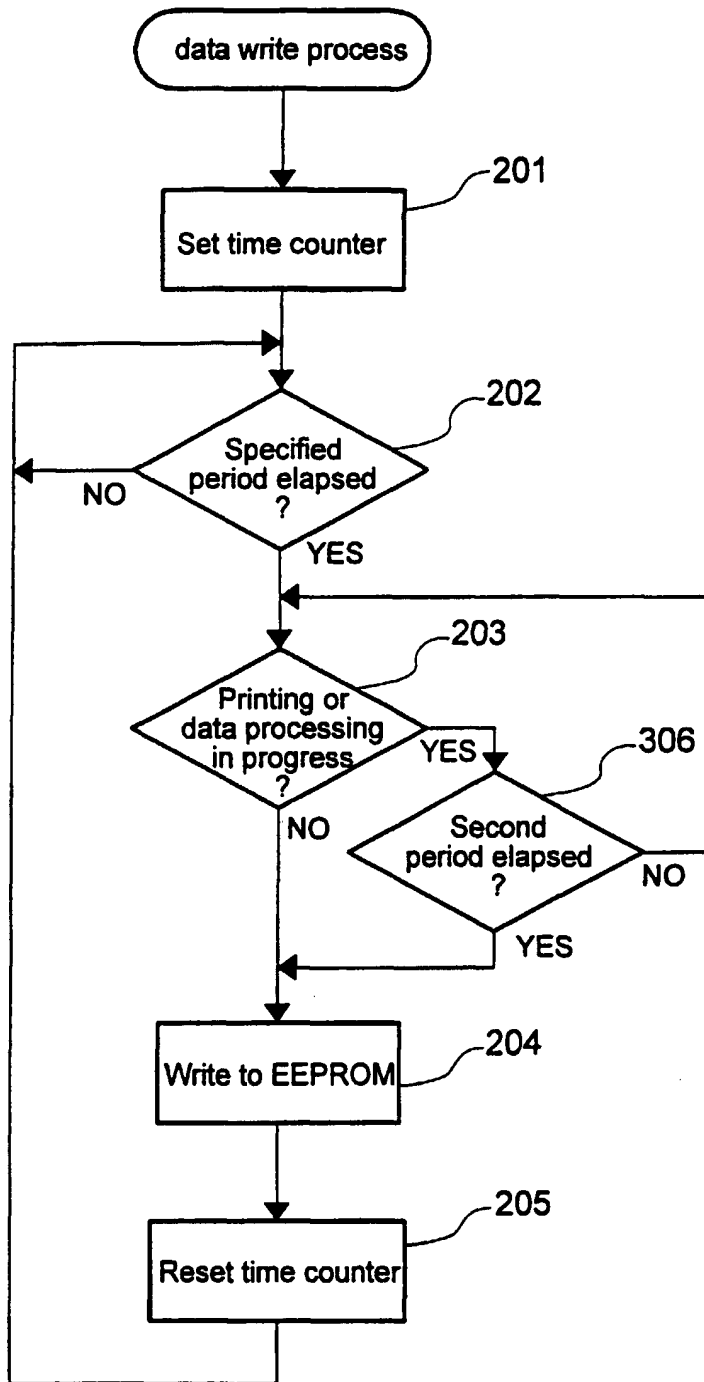 data write process
201
Set time counter
202
Specified
period elapsed
?
NO
YES
203
Printing or
data processing
in progress
?
YES
306
NO
Second
period elapsed
?
NO
YES
204
Write to EEPROM
205
Reset time counter